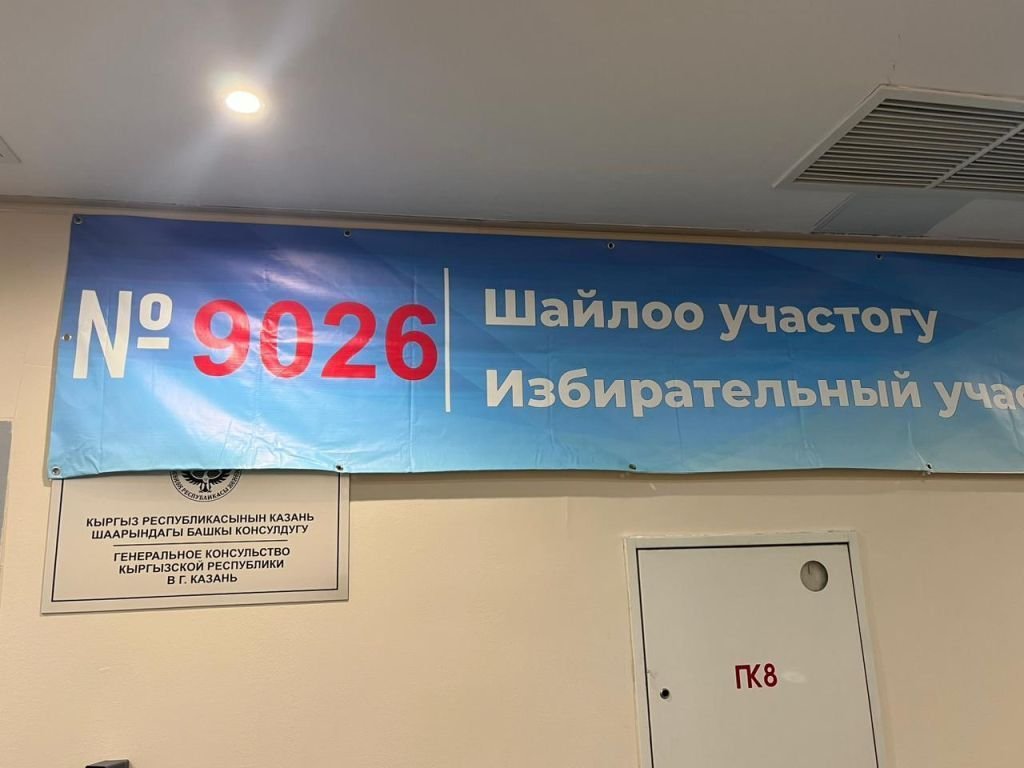 № 9026
Шайлоо участогу
Избирательный учас
КЫРГЫЗ РЕСПУБЛИКАСЫНЫН КАЗАНЬ
ШААРЫНДАГЫ БАШКЫ КОНСУЛДУГУ
ГЕНЕРАЛЬНОЕ КОНСУЛЬСТВО
КЫРГЫЗСКОЙ РЕСПУБЛИКИ
В Г. КАЗАНЬ
ПК8